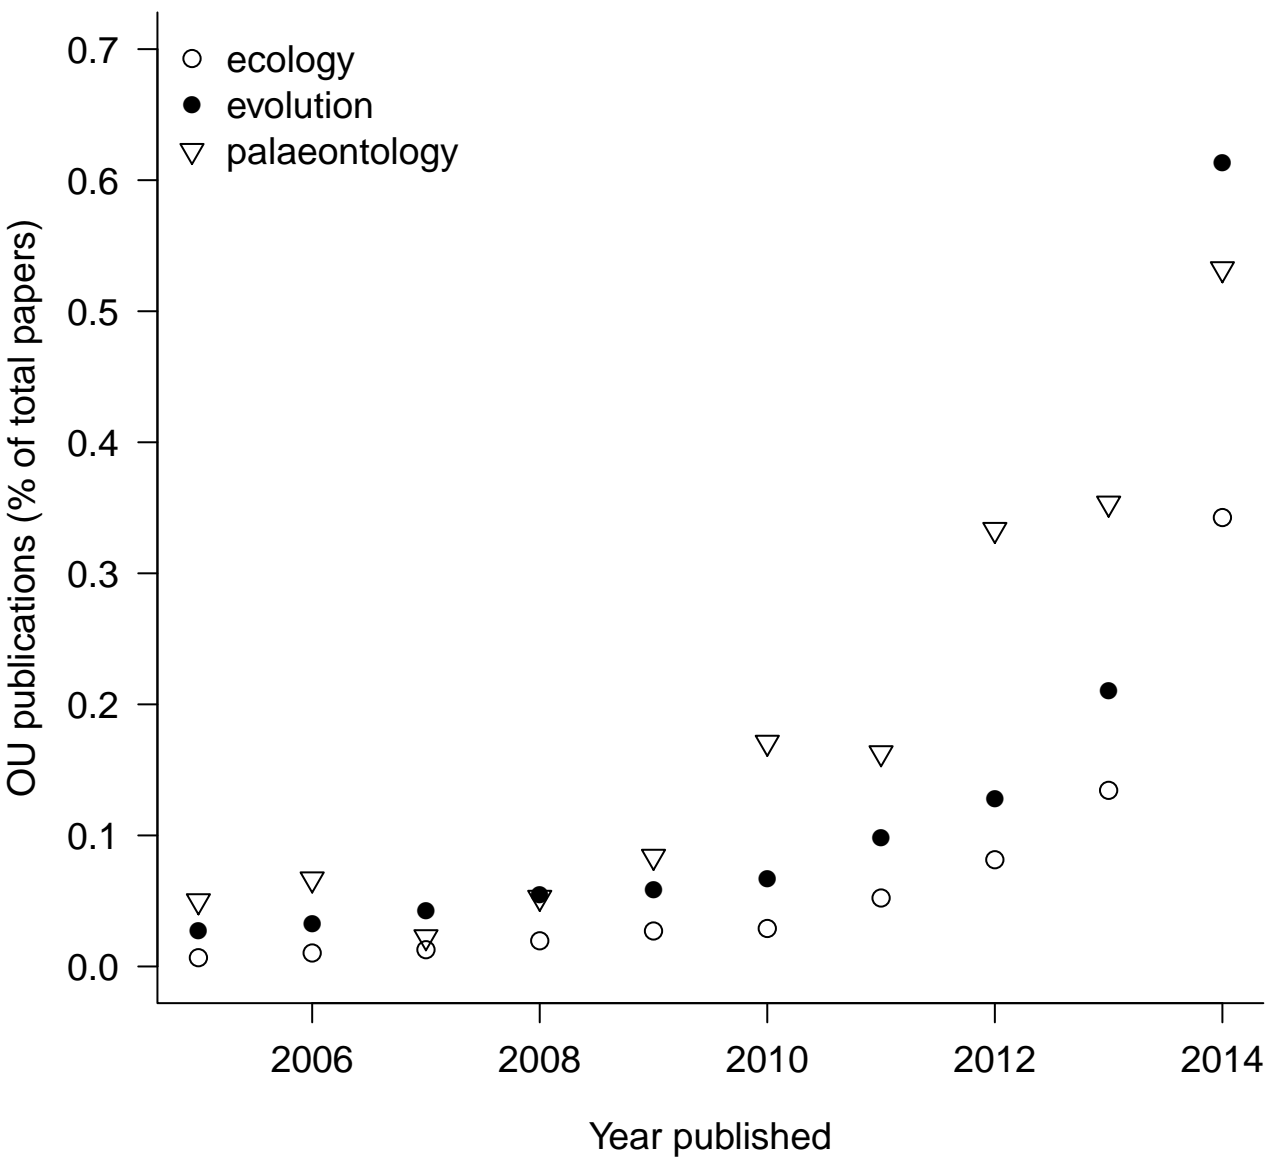 ecology
evolution
palaeontology
OU publications (% of total papers)
0.7
0.6
0.5
0.4
0.3
0.2
0.1
0.0
2006 2008 2010 2012 2014
Year published